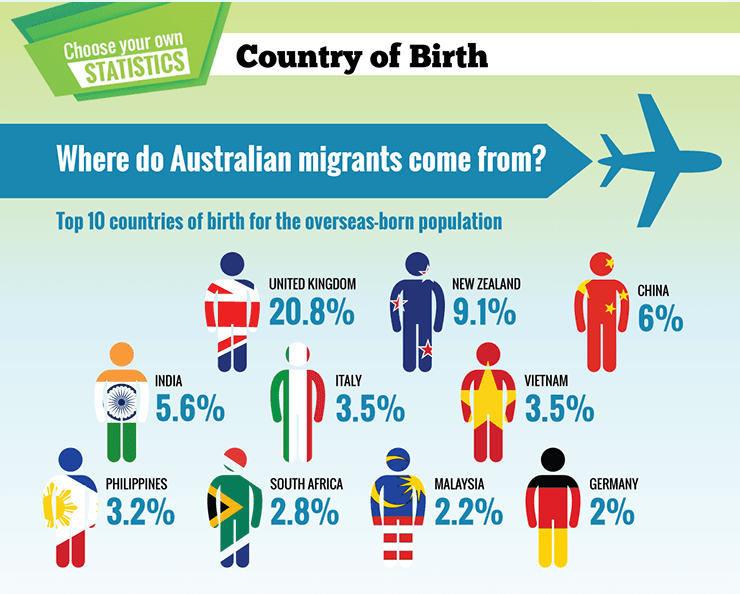 Choose your own
STATISTICS
Country of Birth
Where do Australian migrants come from?
Top 10 countries of birth for the overseas-born population
UNITED KINGDOM
20.8%
NEW ZEALAND
9.1%
CHINA
6%
INDIA
5.6%
ITALY
3.5%
VIETNAM
3.5%
PHILIPPINES
3.2%
SOUTH AFRICA
2.8%
MALAYSIA
2.2%
GERMANY
2%